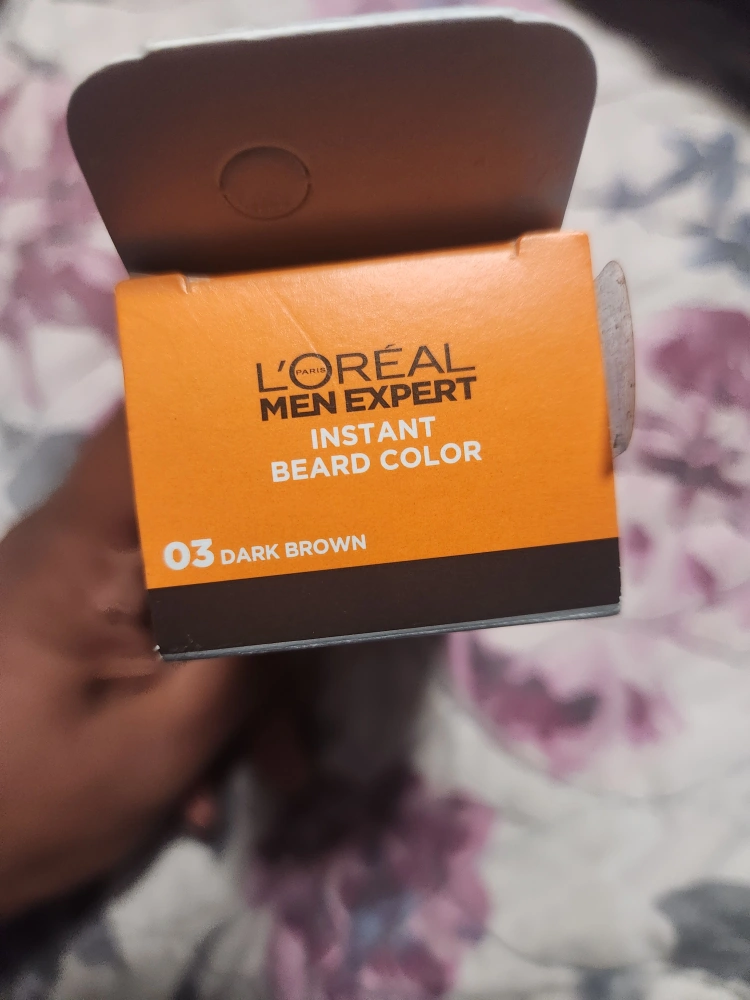 L'ORÉAL
PARIS
MEN EXPERT
INSTANT
BEARD COLOR
03 DARK BROWN